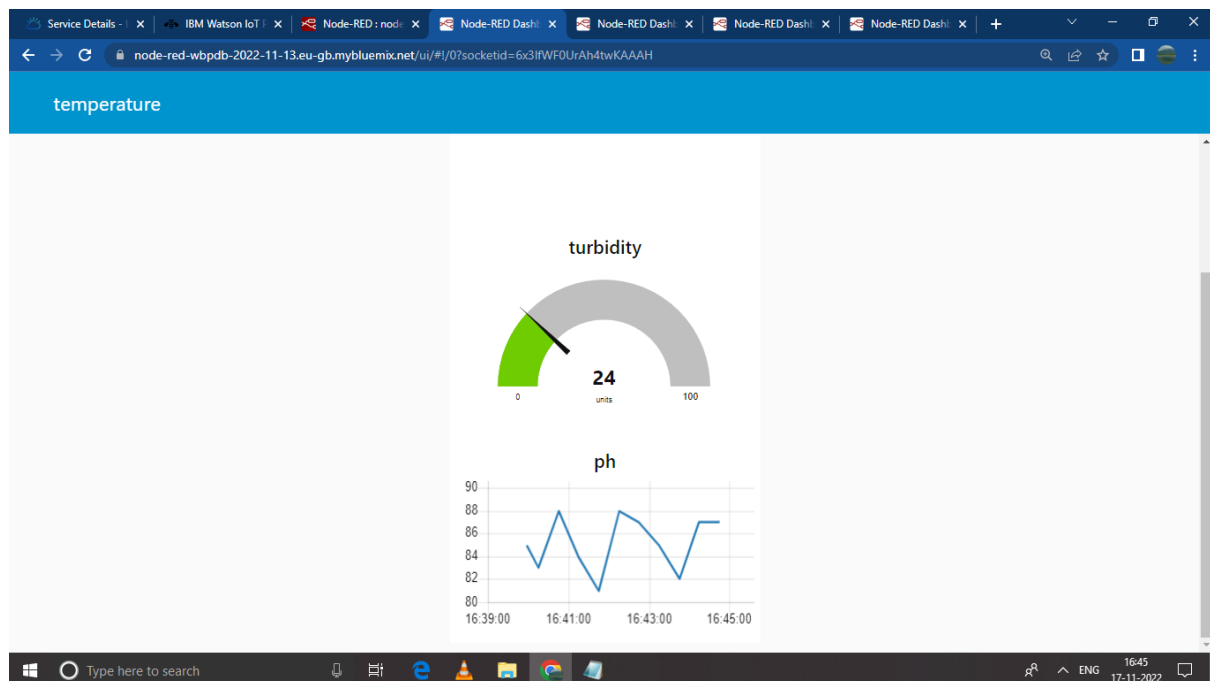 Service Details - I
IBM Watson IoT P
Node-RED : node
Node-RED Dashb
Node-RED Dashb
Node-RED Dashb
Node-RED Dashb
node-red-wbpdb-2022-11-13.eu-gb.mybluemix.net/ui/#!/0?socketid=6x3IfWF0UrAh4twKAAAH
temperature
turbidity
24
0 units 100
ph
90
88
86
84
82
80
16:39:00 16:41:00 16:43:00 16:45:00
Type here to search
ENG
16:45
17-11-2022